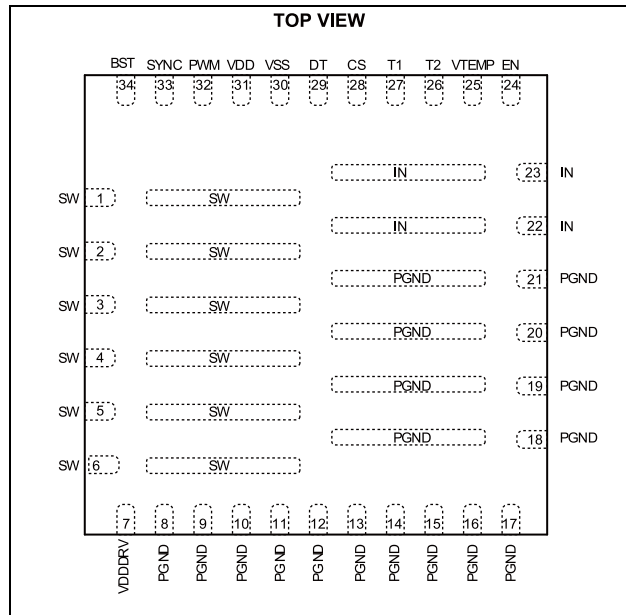 TOP VIEW
BST SYNC PWM VDD VSS DT CS T1 T2 VTEMP EN
34 33 32 31 30 29 28 27 26 25 24
IN 23 IN
SW 1 SW
IN 22 IN
SW 2 SW
PGND 21 PGND
SW 3 SW
PGND 20 PGND
SW 4 SW
PGND 19 PGND
SW 5 SW
PGND 18 PGND
SW 6 SW
7 8 9 10 11 12 13 14 15 16 17
VDDDRV PGND PGND PGND PGND PGND PGND PGND PGND PGND PGND